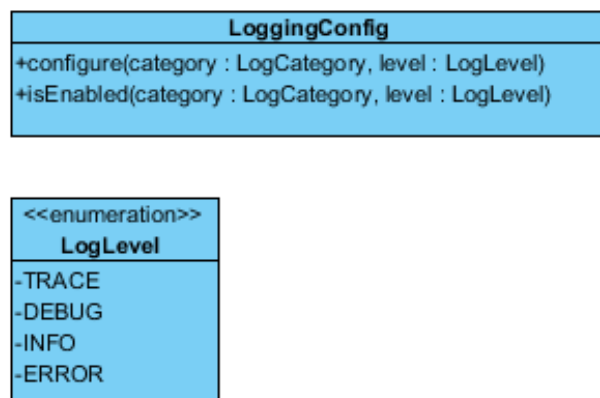 LoggingConfig
+configure(category : LogCategory, level : LogLevel)
+isEnabled(category : LogCategory, level : LogLevel)
<<enumeration>>
LogLevel
-TRACE
-DEBUG
-INFO
-ERROR